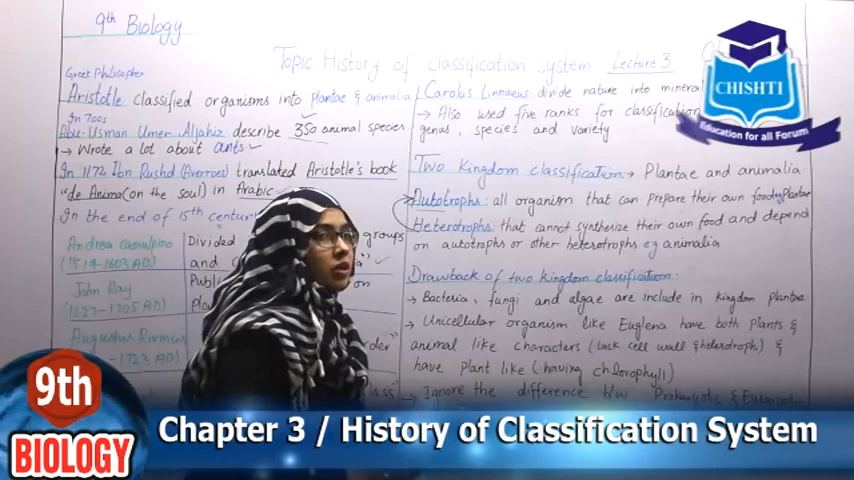 9th Biology
Topic History of Classification system Lecture 3
Greek Philosopher
Aristotle classified organisms into plantae & animalia
In 700s
Abu-Usman Umer Aljahiz describe 350 animal species
→ Wrote a lot about ants
In 1172 Ibn Rushd (Averroes) translated Aristotle's book
"de Anima (on the soul) in Arabic
In the end of 15th century
Andrea
(1514-1603 AD)
Divided groups
and
John Ray
(1627-1705 AD)
Publi on
Augustus Rivinus
-1723 AD)
rder"
lass"
Carolus Linnaeus: divide nature into mineral
→ Also used five ranks for classification
genus, species and variety
Two Kingdom classification → Plantae and animalia
Autotrophs: all organism that can prepare their own food eg Plantae
Heterotrophs: that cannot synthesize their own food and depend
on autotrophs or other heterotrophs eg animalia
Drawback of two kingdom classification:
→ Bacteria, fungi and algae are include in kingdom plantae
→ Unicellular organism like Euglena have both plants &
animal like characters (lack cell wall & heterotroph) &
have plant like (having chlorophyll)
→ Ignore the difference b/w Prokaryotic & Eukaryotic
CHISHTI
Education for All Forum
9th
BIOLOGY
Chapter 3 / History of Classification System